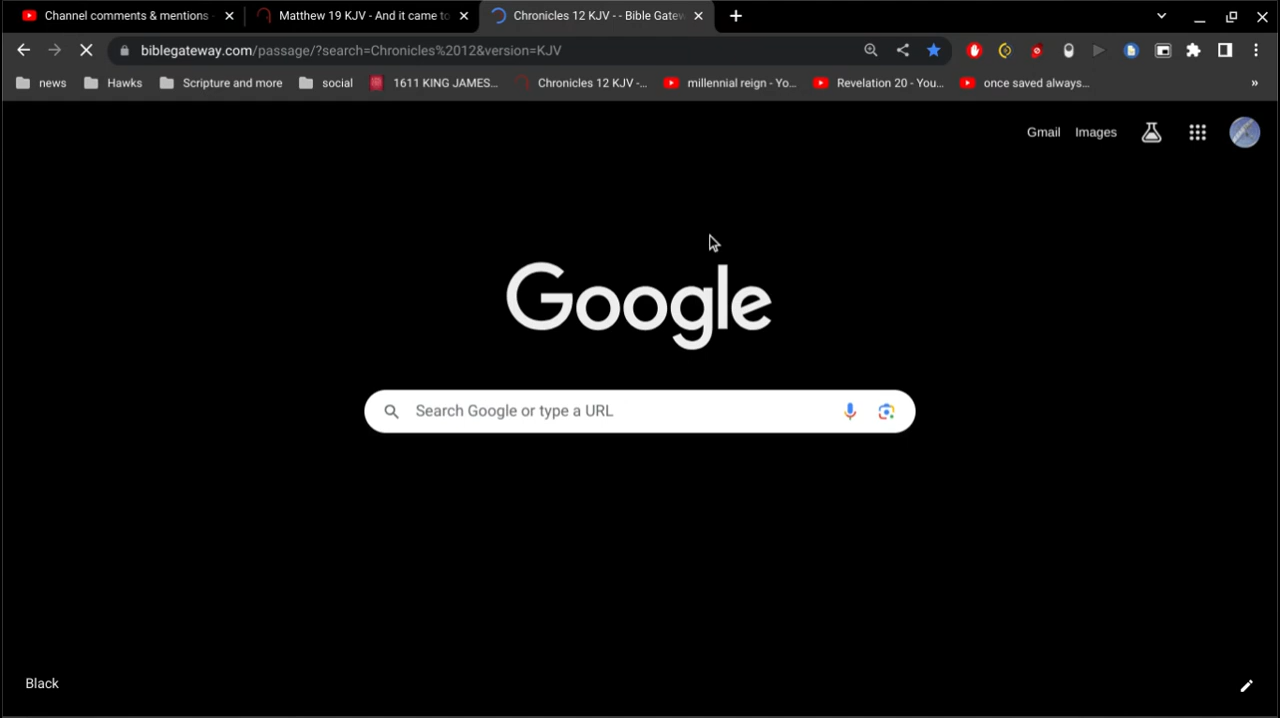 Channel comments & mentions -
Matthew 19 KJV - And it came to
Chronicles 12 KJV - - Bible Gatew
biblegateway.com/passage/?search=Chronicles%2012&version=KJV
news
Hawks
Scripture and more
social
1611 KING JAMES...
Chronicles 12 KJV -...
millennial reign - Yo...
Revelation 20 - You...
once saved always...
»
Gmail
Images
Google
Search Google or type a URL
Black